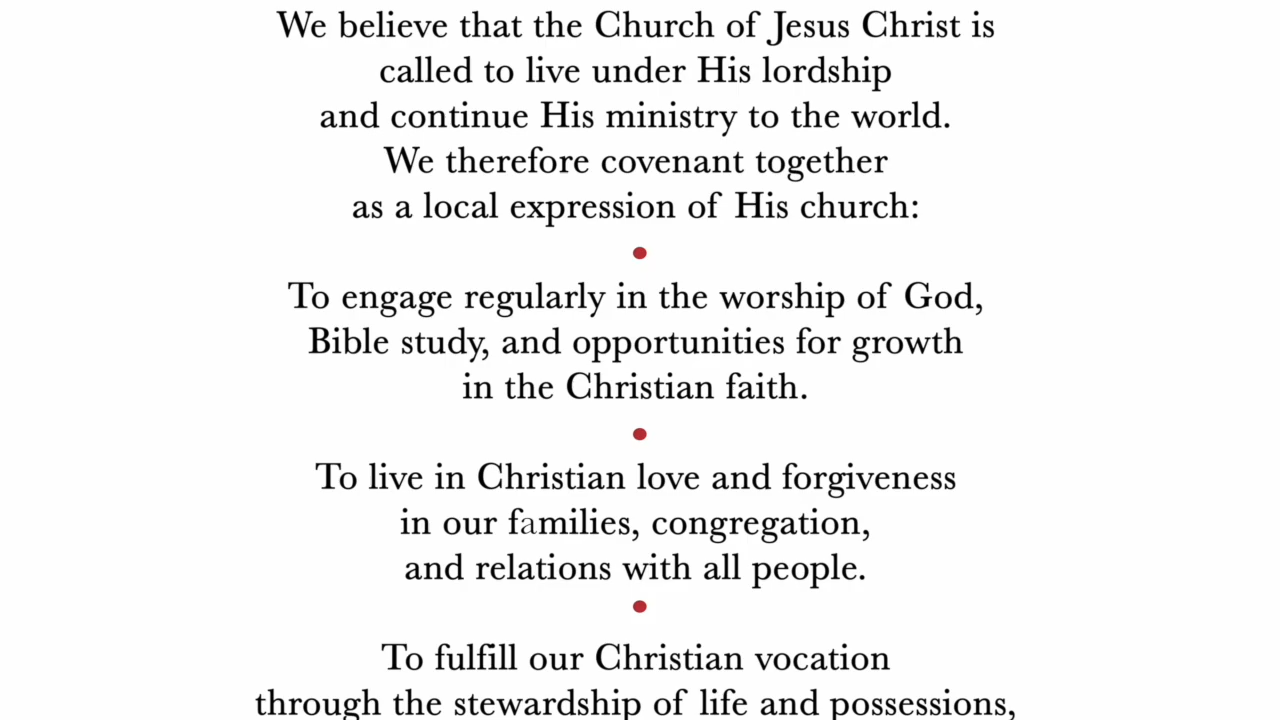 We believe that the Church of Jesus Christ is
called to live under His lordship
and continue His ministry to the world.
We therefore covenant together
as a local expression of His church:
To engage regularly in the worship of God,
Bible study, and opportunities for growth
in the Christian faith.
To live in Christian love and forgiveness
in our families, congregation,
and relations with all people.
To fulfill our Christian vocation
through the stewardship of life and possessions,